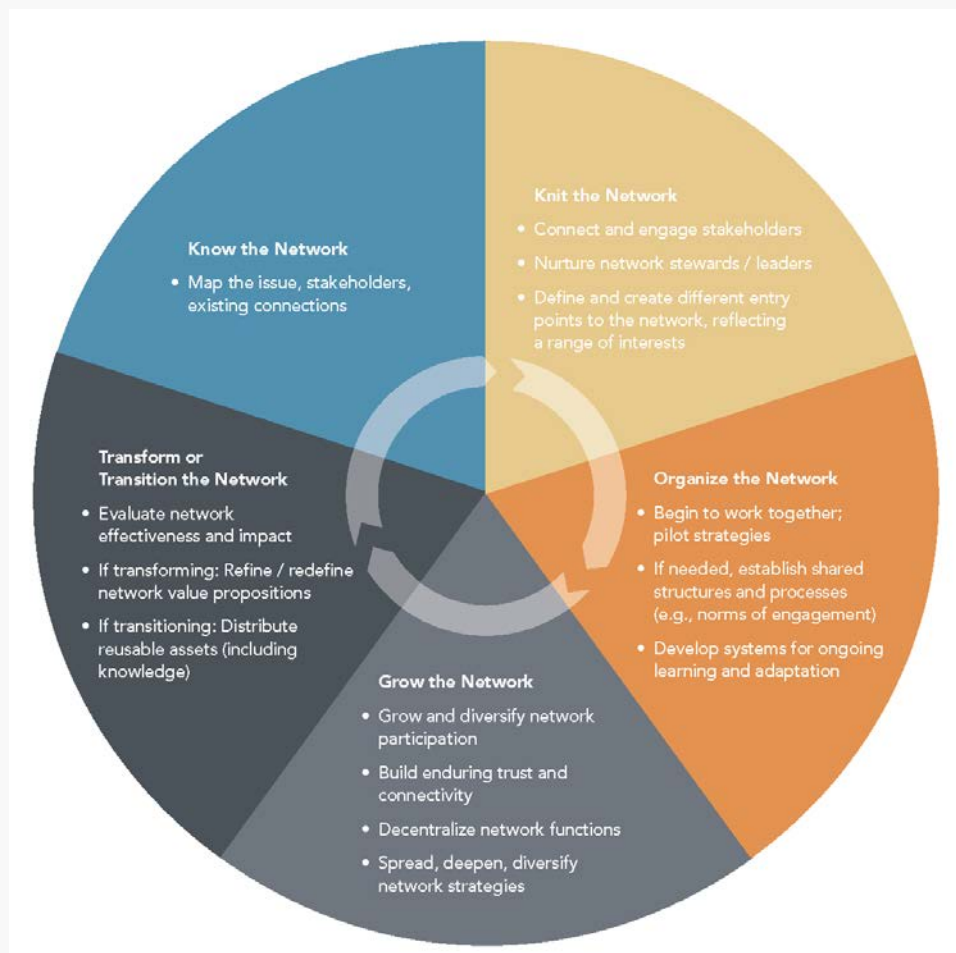 Know the Network
• Map the issue, stakeholders,
existing connections
Knit the Network
• Connect and engage stakeholders
• Nurture network stewards / leaders
• Define and create different entry
points to the network, reflecting
a range of interests
Organize the Network
• Begin to work together;
pilot strategies
• If needed, establish shared
structures and processes
(e.g., norms of engagement)
• Develop systems for ongoing
learning and adaptation
Grow the Network
• Grow and diversify network
participation
• Build enduring trust and
connectivity
• Decentralize network functions
• Spread, deepen, diversify
network strategies
Transform or
Transition the Network
• Evaluate network
effectiveness and impact
• If transforming: Refine / redefine
network value propositions
• If transitioning: Distribute
reusable assets (including
knowledge)